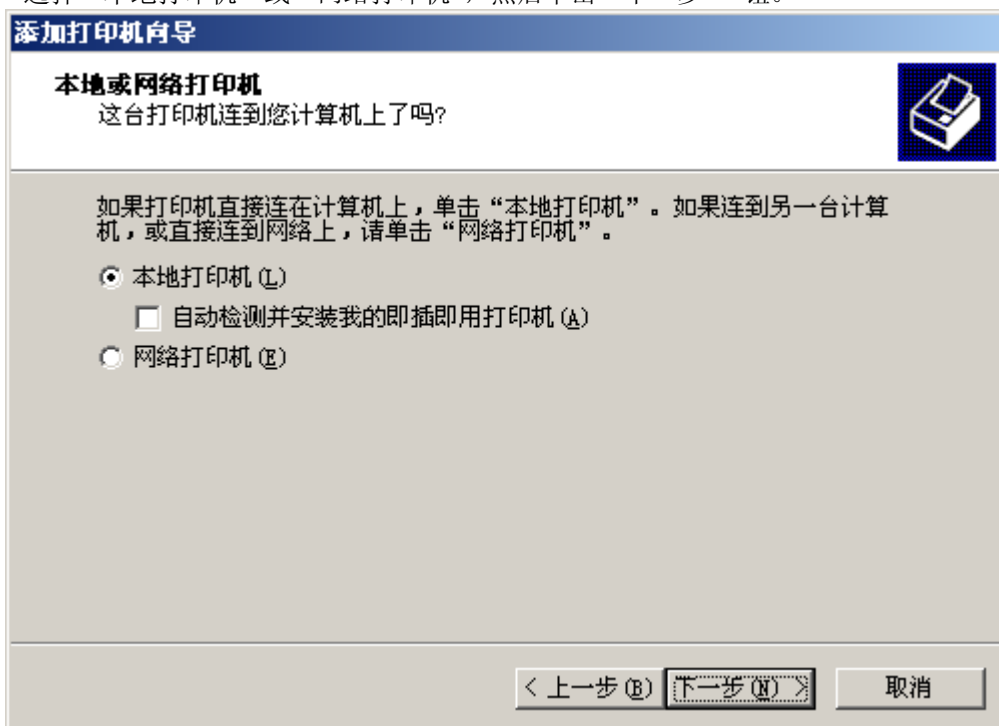 添加打印机向导
本地或网络打印机
这台打印机连到您计算机上了吗?
如果打印机直接连在计算机上，单击“本地打印机”。如果连到另一台计算
机，或直接连到网络上，请单击“网络打印机”。
本地打印机(L)
自动检测并安装我的即插即用打印机(A)
网络打印机(E)
< 上一步(B) 下一步(N) > 取消